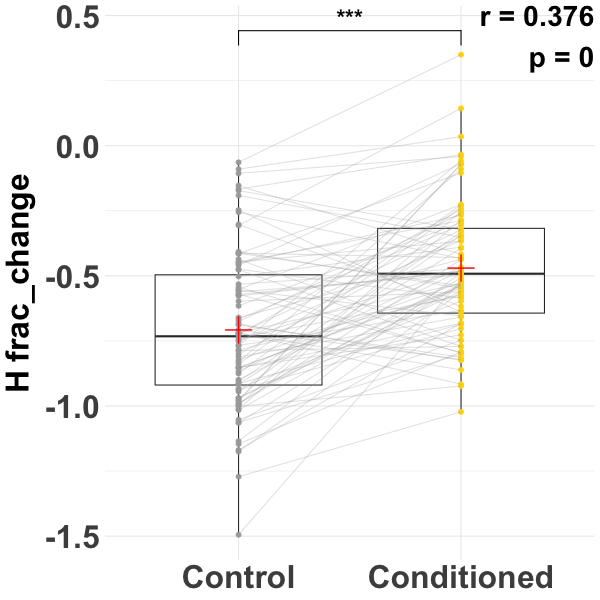 r = 0.376
p = 0
***
H frac_change
0.5
0.0
-0.5
-1.0
-1.5
Control
Conditioned